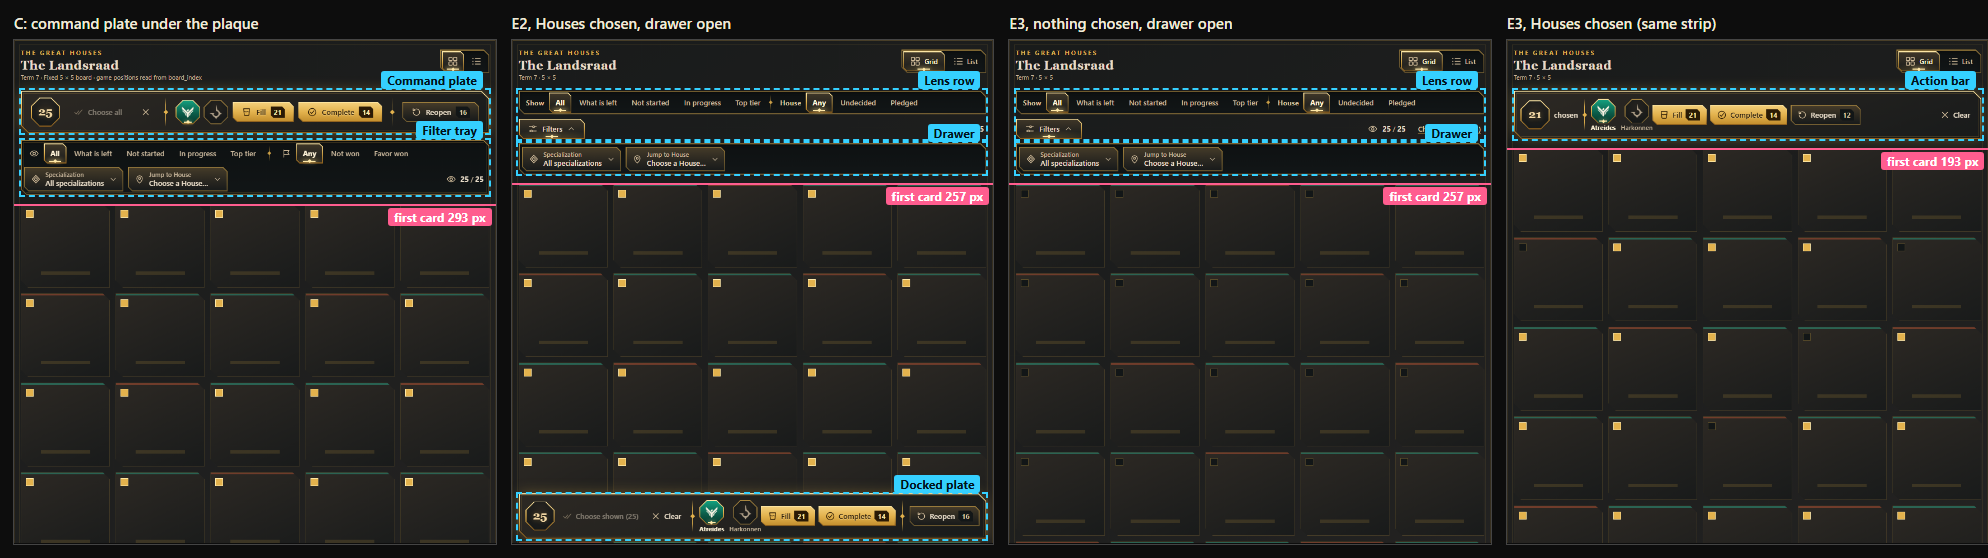 C: command plate under the plaque
THE GREAT HOUSES
The Landsraad
Term 7 · Fixed 5 × 5 board · game positions read from board_index
Command plate
25
Choose all
Fill 21
Complete 14
Reopen 16
Filter tray
All
What is left
Not started
In progress
Top tier
Any
Not won
Favor won
Specialization
All specializations
Jump to House
Choose a House...
25 / 25
first card 293 px
E2, Houses chosen, drawer open
THE GREAT HOUSES
The Landsraad
Term 7 · 5 × 5
Grid
List
Lens row
Show
All
What is left
Not started
In progress
Top tier
House
Any
Undecided
Pledged
Filters
Drawer
Specialization
All specializations
Jump to House
Choose a House...
first card 257 px
Docked plate
25
Choose shown (25)
Clear
Atreides
Harkonnen
Fill 21
Complete 14
Reopen 16
E3, nothing chosen, drawer open
THE GREAT HOUSES
The Landsraad
Term 7 · 5 × 5
Grid
List
Lens row
Show
All
What is left
Not started
In progress
Top tier
House
Any
Undecided
Pledged
Filters
25 / 25
Drawer
Specialization
All specializations
Jump to House
Choose a House...
first card 257 px
E3, Houses chosen (same strip)
THE GREAT HOUSES
The Landsraad
Term 7 · 5 × 5
Grid
List
Action bar
21 chosen
Atreides
Harkonnen
Fill 21
Complete 14
Reopen 12
Clear
first card 193 px